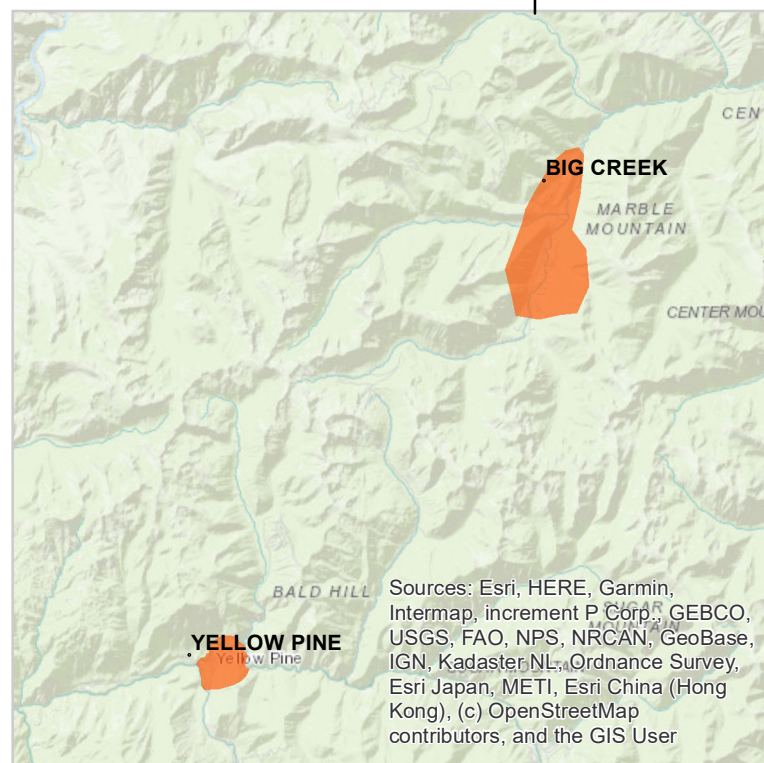 CEN
BIG CREEK
MARBLE
MOUNTAIN
CENTER MOU
BALD HILL
YELLOW PINE
Yellow Pine
SUGAR
MOUNTAIN
Sources: Esri, HERE, Garmin,
Intermap, increment P Corp., GEBCO,
USGS, FAO, NPS, NRCAN, GeoBase,
IGN, Kadaster NL, Ordnance Survey,
Esri Japan, METI, Esri China (Hong
Kong), (c) OpenStreetMap
contributors, and the GIS User